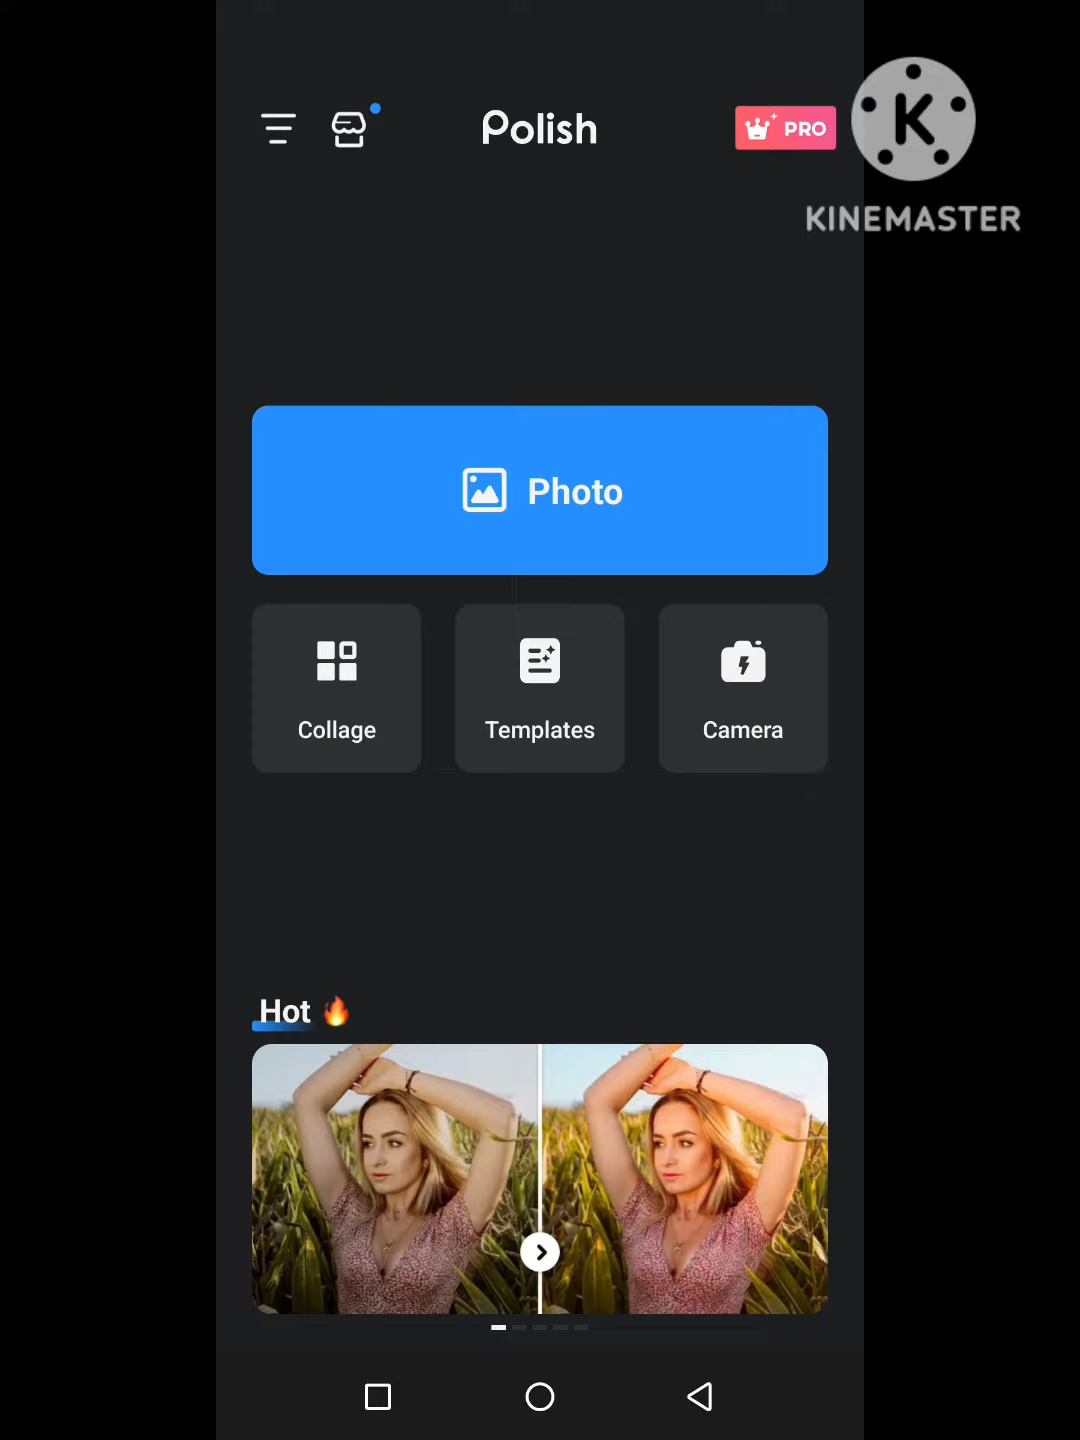 Polish
PRO
K
KINEMASTER
Photo
Collage
Templates
Camera
Hot 🔥